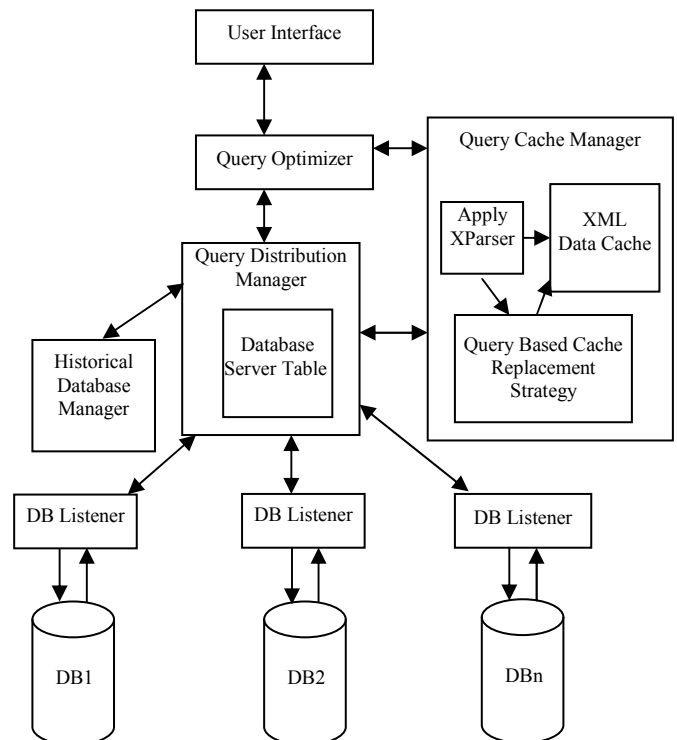 User Interface
Query Optimizer
Query Cache Manager
Apply
XParser
XML
Data Cache
Query Based Cache
Replacement
Strategy
Query Distribution
Manager
Database
Server Table
Historical
Database
Manager
DB Listener
DB Listener
DB Listener
DB1
DB2
DBn